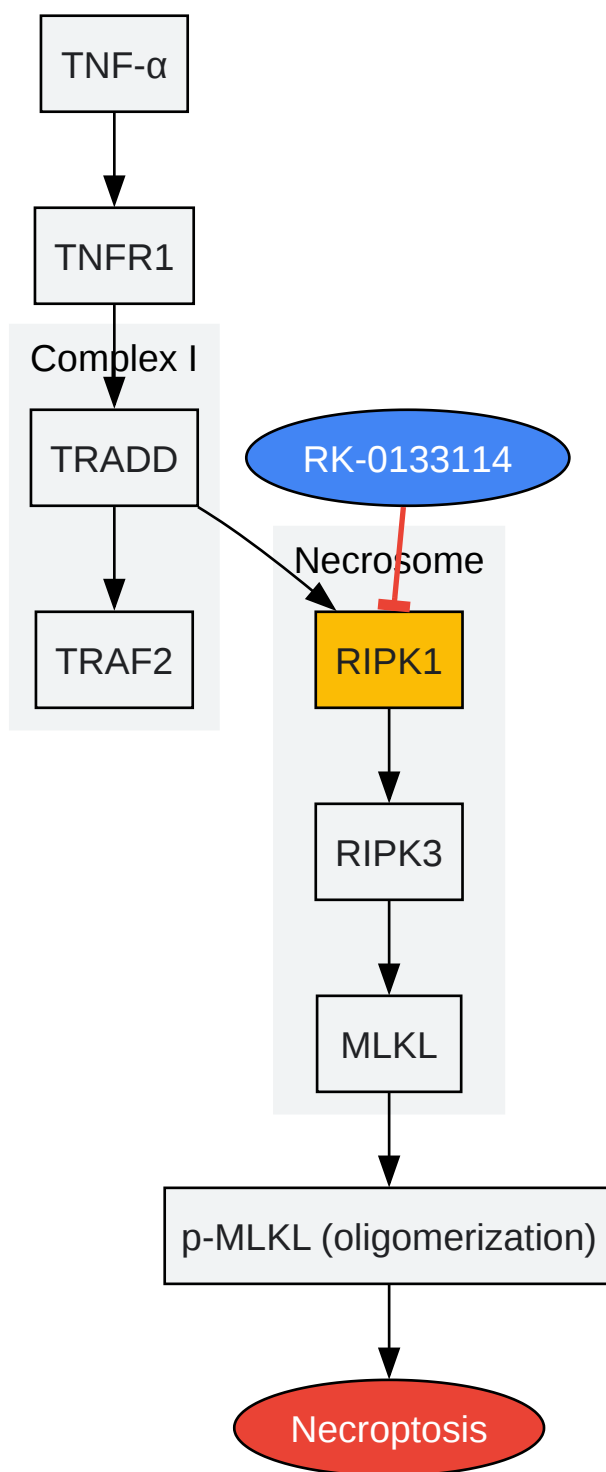 TNF-α
TNFR1
Complex I
TRADD
RK-0133114
Necrosome
TRAF2
RIPK1
RIPK3
MLKL
p-MLKL (oligomerization)
Necroptosis